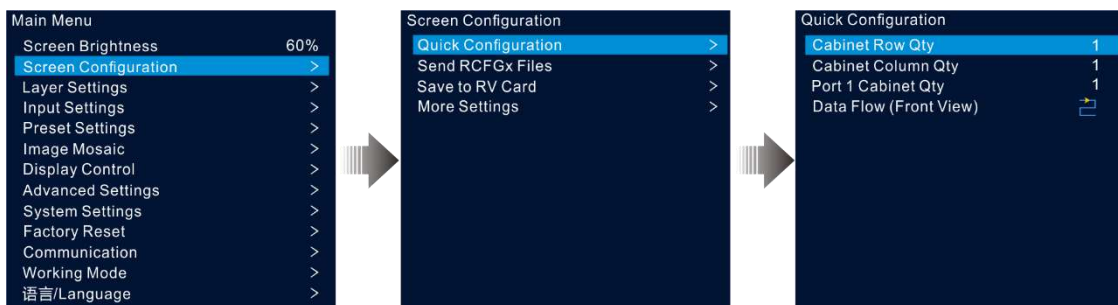 Main Menu
Screen Brightness 60%
Screen Configuration >
Layer Settings >
Input Settings >
Preset Settings >
Image Mosaic >
Display Control >
Advanced Settings >
System Settings >
Factory Reset >
Communication >
Working Mode >
语言/Language >
Screen Configuration
Quick Configuration >
Send RCFGx Files >
Save to RV Card >
More Settings >
Quick Configuration
Cabinet Row Qty 1
Cabinet Column Qty 1
Port 1 Cabinet Qty 1
Data Flow (Front View)